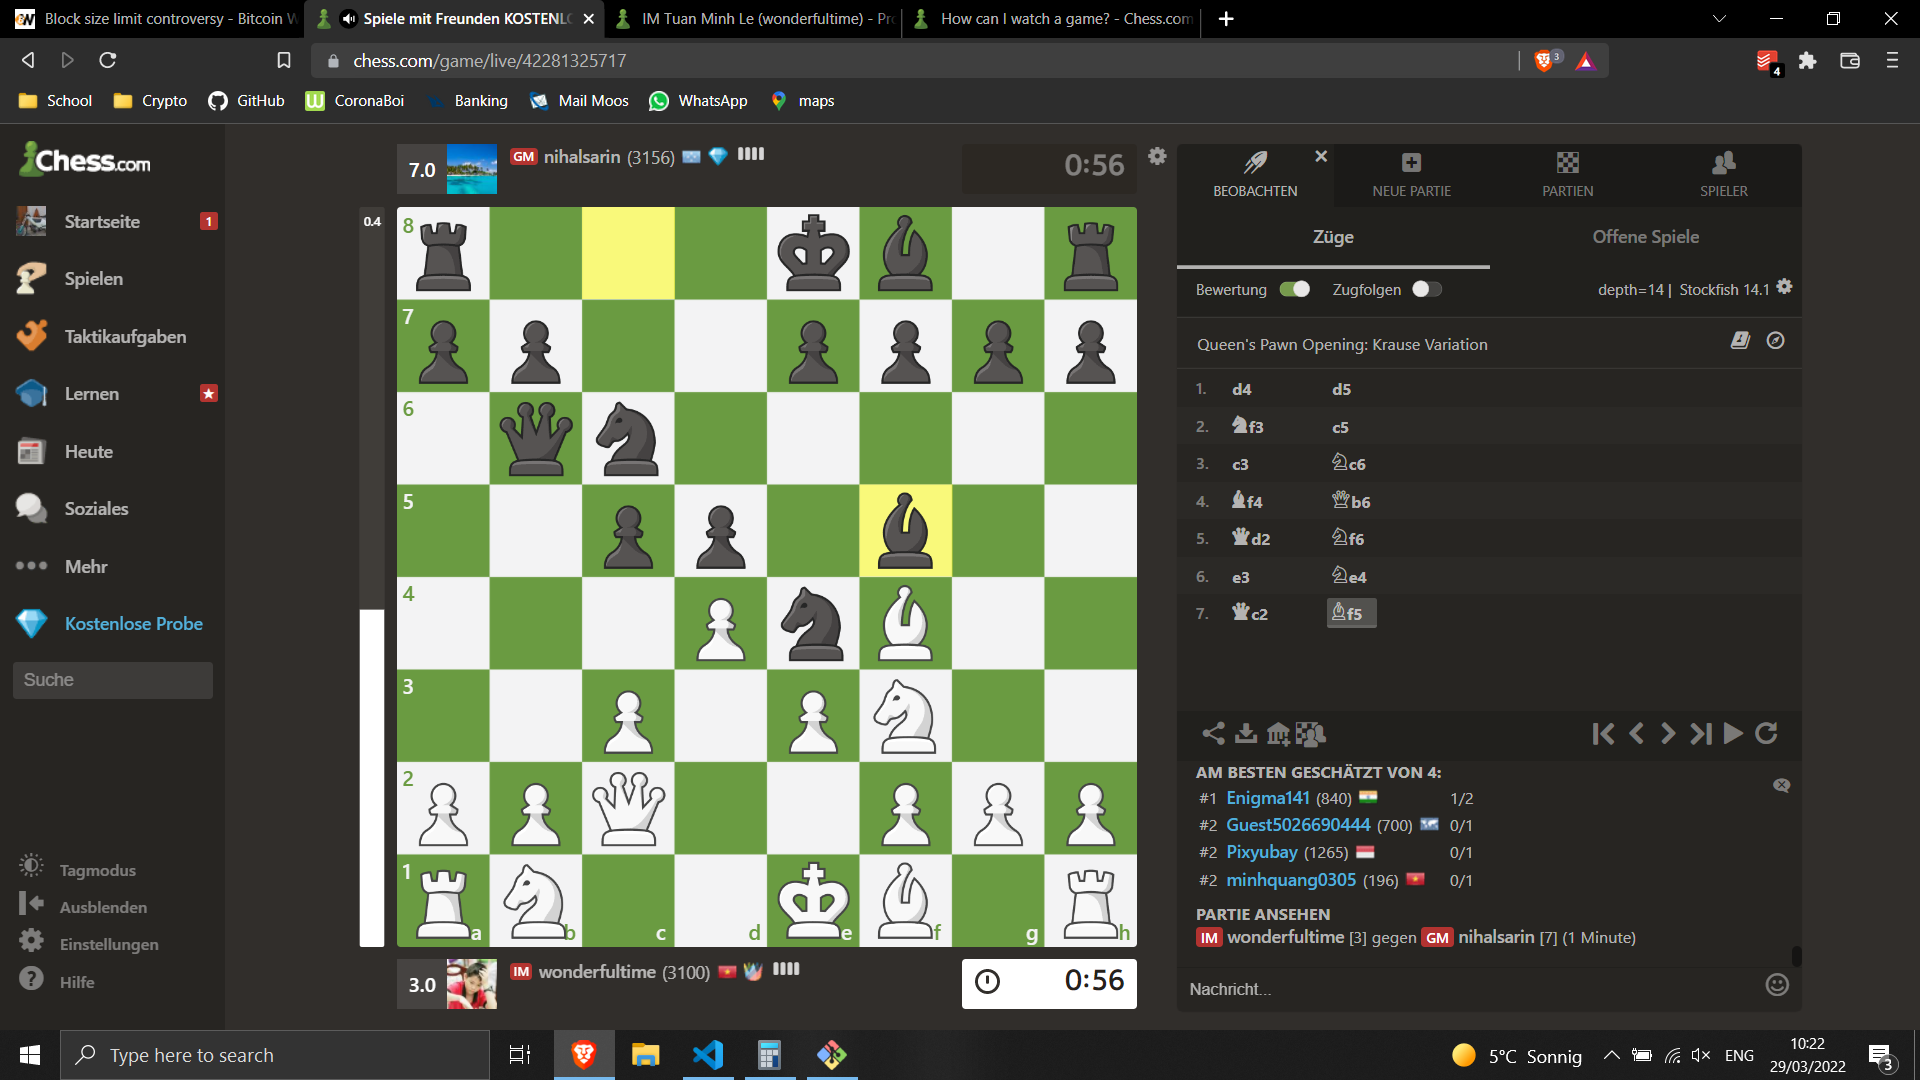 Block size limit controversy - Bitcoin W
Spiele mit Freunden KOSTENLO
IM Tuan Minh Le (wonderfultime) - Pro
How can I watch a game? - Chess.com
chess.com/game/live/42281325717
3
4
School
Crypto
GitHub
CoronaBoi
Banking
Mail Moos
WhatsApp
maps
Chess.com
Startseite
1
Spielen
Taktikaufgaben
Lernen
Heute
Soziales
Mehr
Kostenlose Probe
Suche
Tagmodus
Ausblenden
Einstellungen
Hilfe
7.0
GM nihalsarin (3156)
0:56
0.4
8
7
6
5
4
3
2
1
a b c d e f g h
3.0
IM wonderfultime (3100)
0:56
BEOBACHTEN
NEUE PARTIE
PARTIEN
SPIELER
Züge
Offene Spiele
Bewertung
Zugfolgen
depth=14 | Stockfish 14.1
Queen's Pawn Opening: Krause Variation
1. d4 d5
2. f3 c5
3. c3 c6
4. f4 b6
5. d2 f6
6. e3 e4
7. c2 f5
AM BESTEN GESCHÄTZT VON 4:
#1 Enigma141 (840) 1/2
#2 Guest5026690444 (700) 0/1
#2 Pixyubay (1265) 0/1
#2 minhquang0305 (196) 0/1
PARTIE ANSEHEN
IM wonderfultime [3] gegen GM nihalsarin [7] (1 Minute)
Nachricht...
Type here to search
5°C Sonnig
ENG
10:22
29/03/2022
3